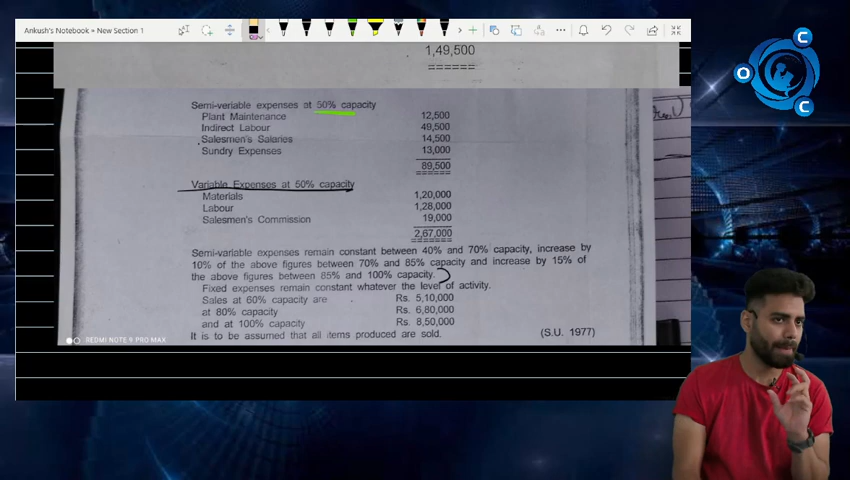 Ankush's Notebook » New Section 1
1,49,500
Semi-veriable expenses at 50% capacity
Plant Maintenance 12,500
Indirect Labour 49,500
Salesmen's Salaries 14,500
Sundry Expenses 13,000
89,500
Variable Expenses at 50% capacity
Materials 1,20,000
Labour 1,28,000
Salesmen's Commission 19,000
2,67,000
Semi-variable expenses remain constant between 40% and 70% capacity, increase by
10% of the above figures between 70% and 85% capacity and increase by 15% of
the above figures between 85% and 100% capacity.
Fixed expenses remain constant whatever the level of activity.
Sales at 60% capacity are Rs. 5,10,000
at 80% capacity Rs. 6,80,000
and at 100% capacity Rs. 8,50,000
It is to be assumed that all items produced are sold. (S.U. 1977)
REDMI NOTE 9 PRO MAX
C
O
C